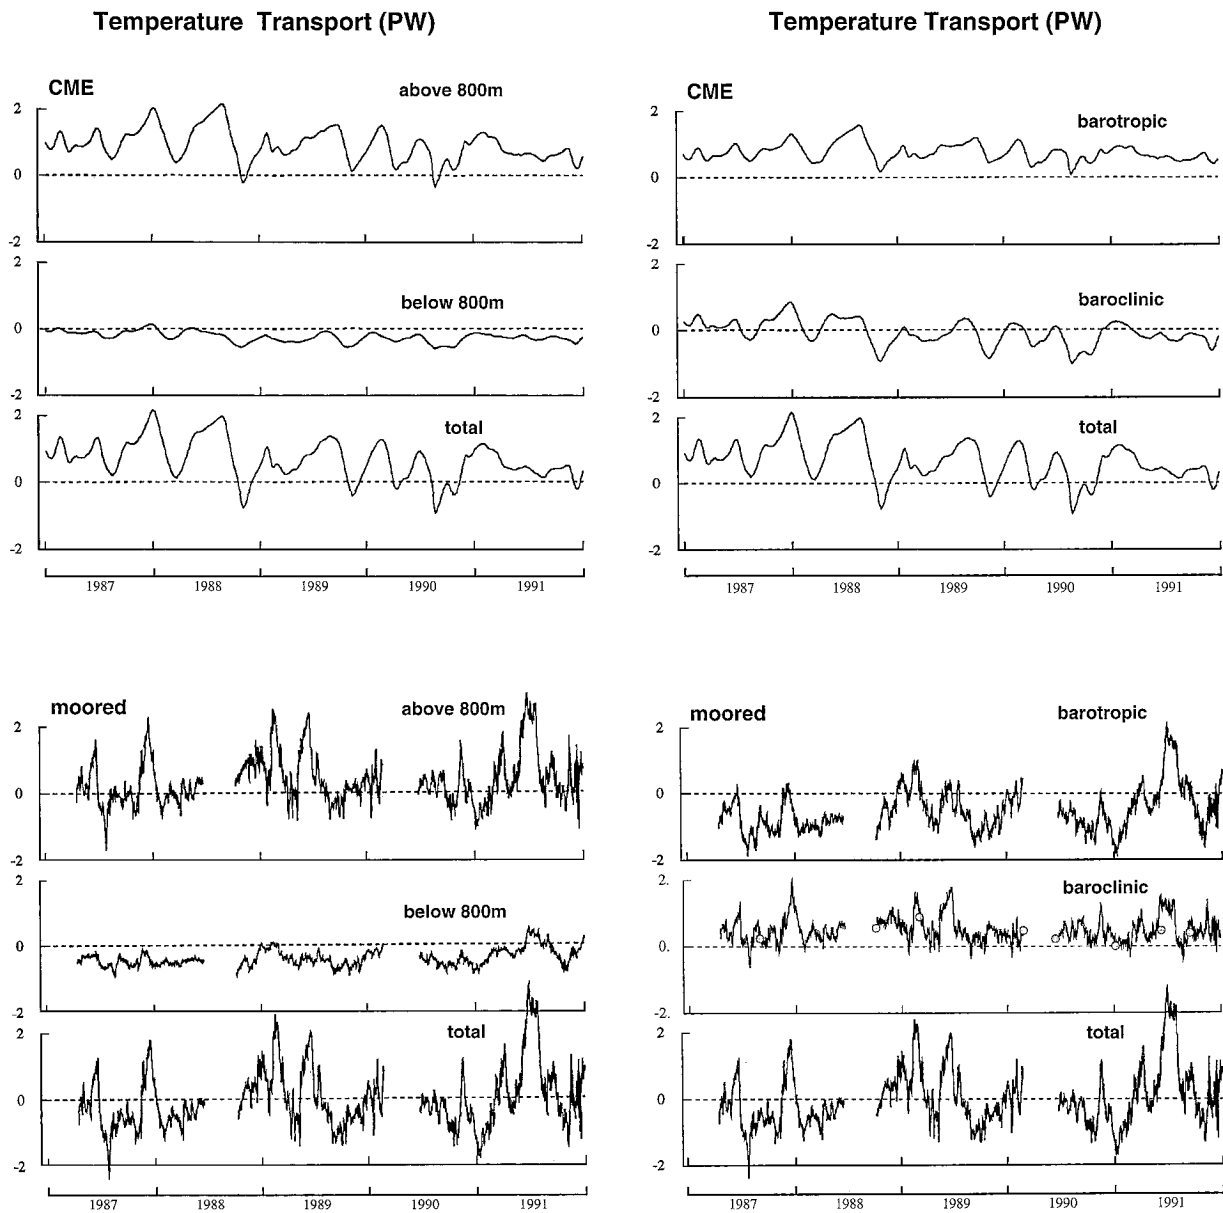 Temperature Transport (PW)
CME
above 800m
2
0
-2
below 800m
2
0
-2
total
2
0
-2
1987 1988 1989 1990 1991
moored
above 800m
2
0
-2
below 800m
2
0
-2
total
2
0
-2
1987 1988 1989 1990 1991
Temperature Transport (PW)
CME
barotropic
2
0
-2
baroclinic
2
0
-2
total
2
0
-2
1987 1988 1989 1990 1991
moored
barotropic
2
0
-2
baroclinic
2.
0.
-2.
total
2
0
-2
1987 1988 1989 1990 1991